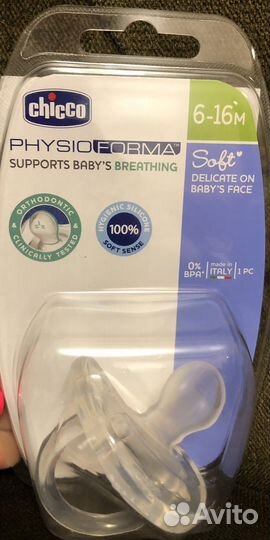 chicco
6-16M
PHYSIOFORMA™
SUPPORTS BABY'S BREATHING
Soft
DELICATE ON
BABY'S FACE
ORTHODONTIC
CLINICALLY TESTED
HYGIENIC SILICONE
100%
SOFT SENSE
0%
BPA*
made in
ITALY
1 PC
Avito